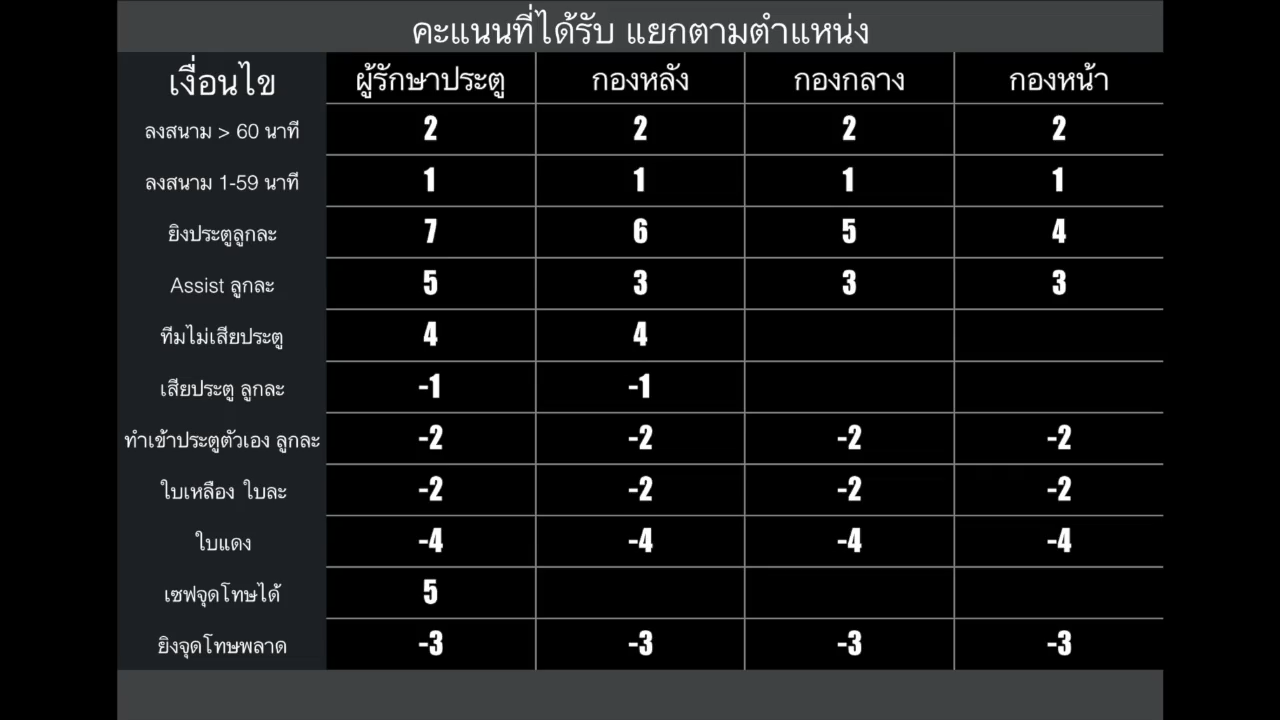 คะแนนที่ได้รับ แยกตามตำแหน่ง
เงื่อนไข ผู้รักษาประตู กองหลัง กองกลาง กองหน้า
ลงสนาม > 60 นาที 2 2 2 2
ลงสนาม 1-59 นาที 1 1 1 1
ยิงประตูลูกละ 7 6 5 4
Assist ลูกละ 5 3 3 3
ทีมไม่เสียประตู 4 4
เสียประตู ลูกละ -1 -1
ทำเข้าประตูตัวเอง ลูกละ -2 -2 -2 -2
ใบเหลือง ใบละ -2 -2 -2 -2
ใบแดง -4 -4 -4 -4
เซฟจุดโทษได้ 5
ยิงจุดโทษพลาด -3 -3 -3 -3